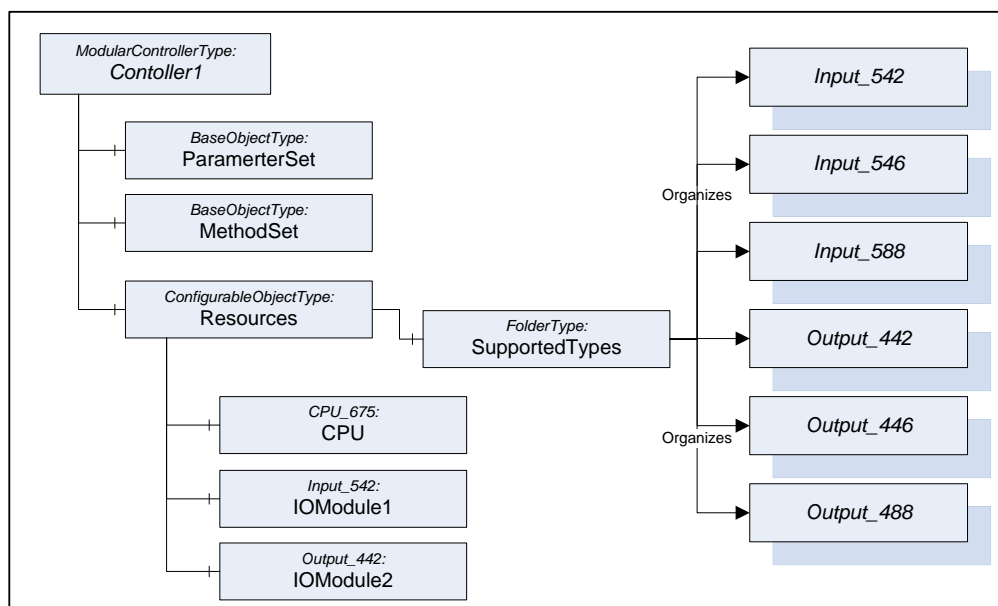 ModularControllerType:
Contoller1
BaseObjectType:
ParamerterSet
BaseObjectType:
MethodSet
ConfigurableObjectType:
Resources
CPU_675:
CPU
Input_542:
IOModule1
Output_442:
IOModule2
FolderType:
SupportedTypes
Organizes
Organizes
Input_542
Input_546
Input_588
Output_442
Output_446
Output_488